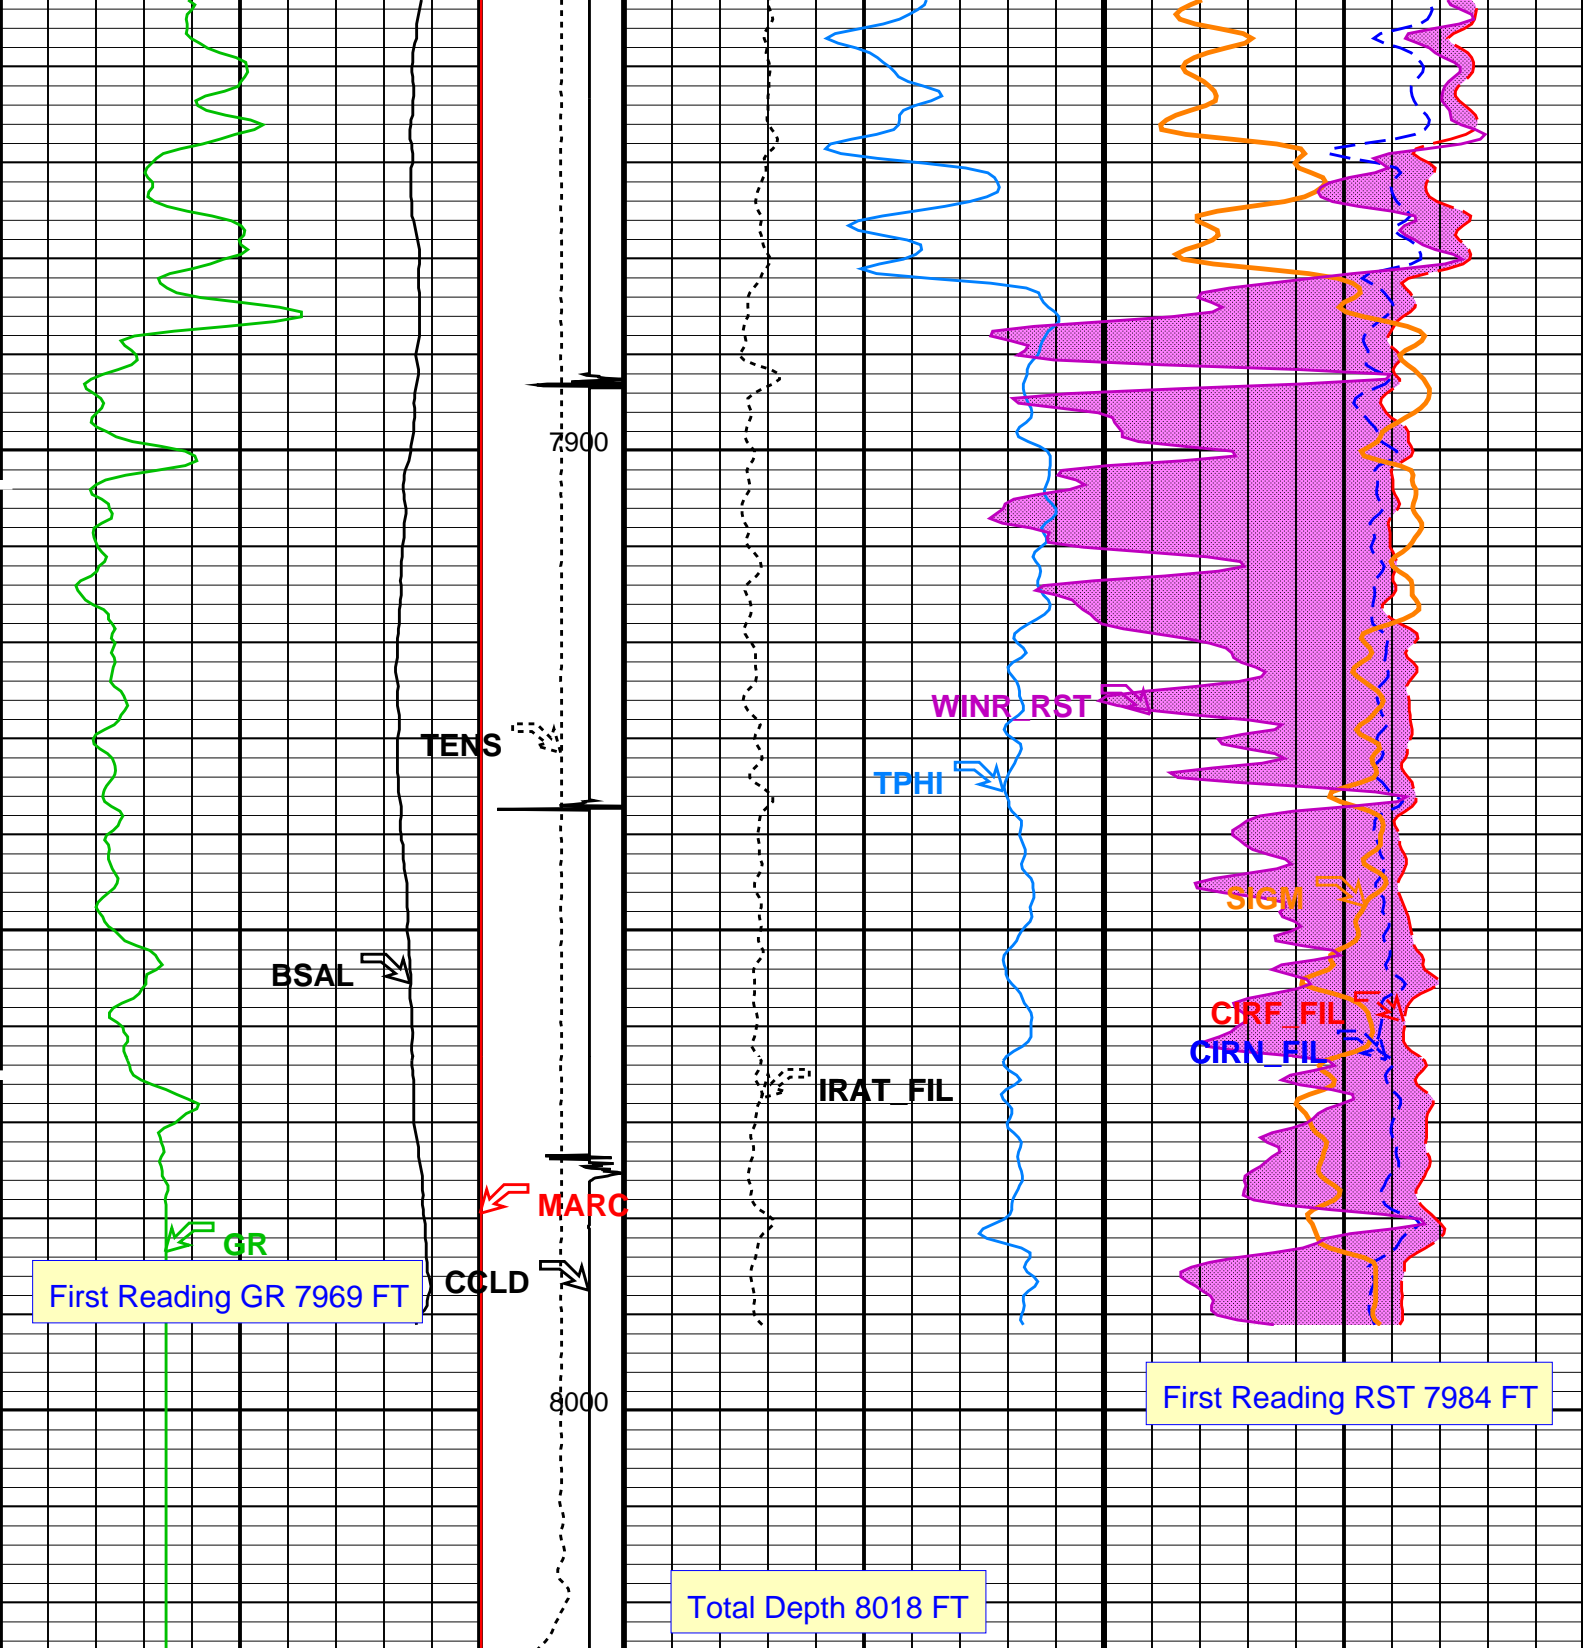 7900
WINR_RST
TENS
TPHI
SIGM
BSAL
CIRF_FIL
CIRN_FIL
IRAT_FIL
MARC
GR
CCLD
First Reading GR 7969 FT
First Reading RST 7984 FT
8000
Total Depth 8018 FT